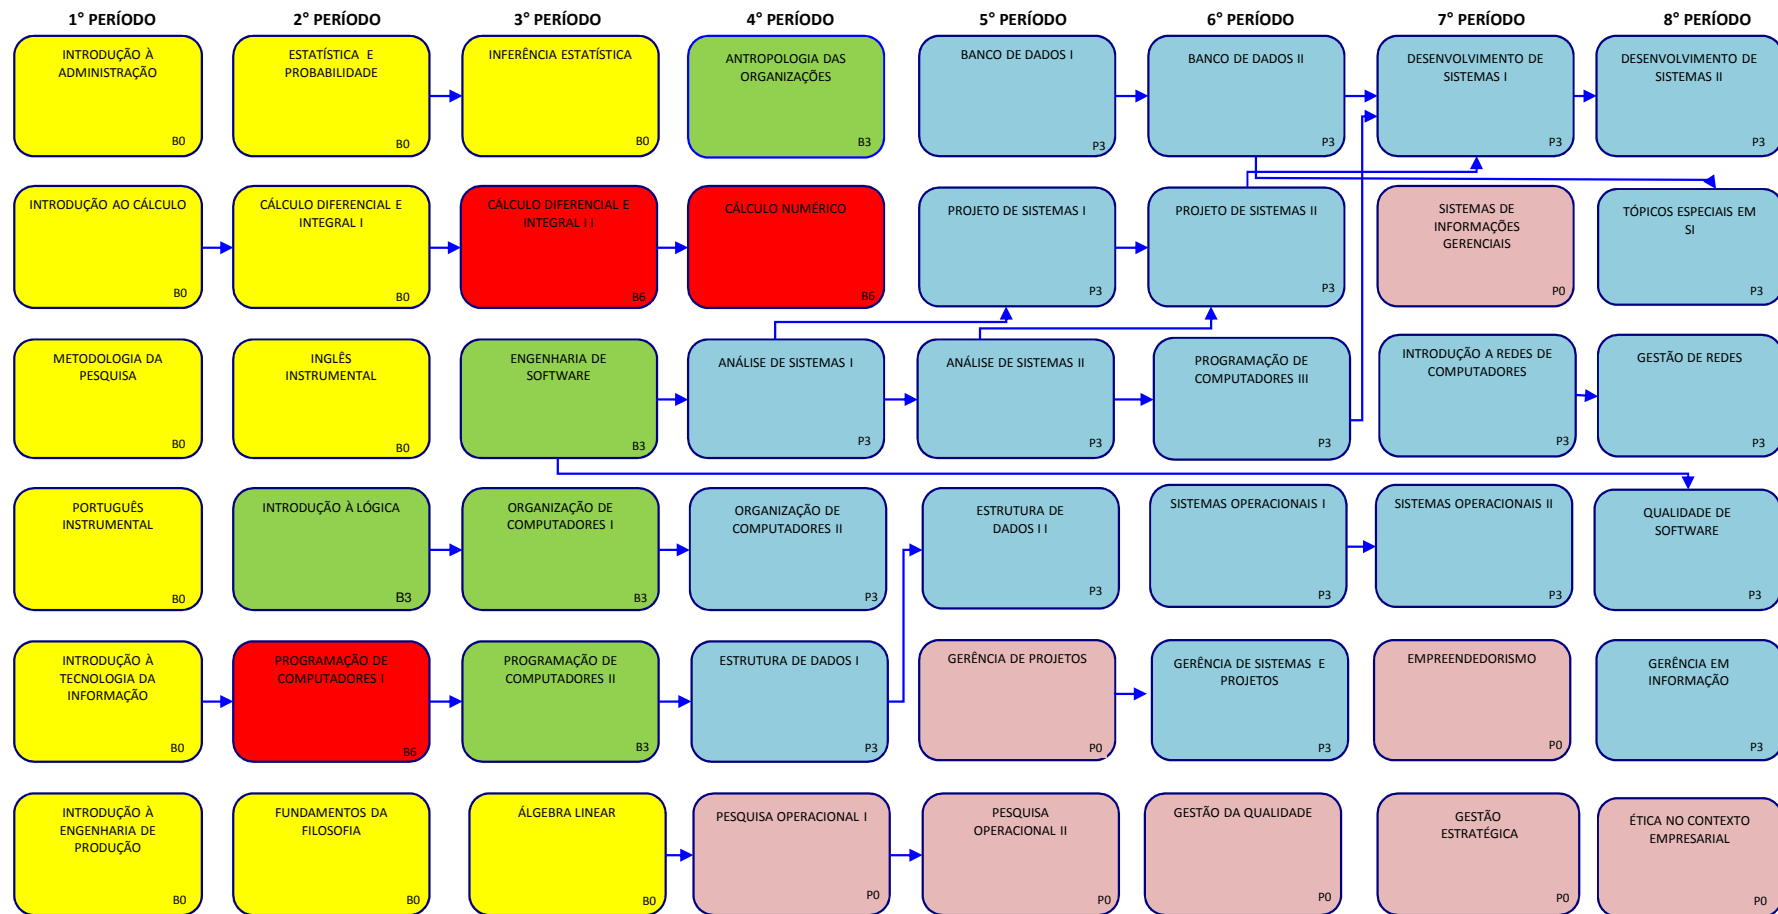 1° PERÍODO
2° PERÍODO
3° PERÍODO
4° PERÍODO
5° PERÍODO
6° PERÍODO
7° PERÍODO
8° PERÍODO
INTRODUÇÃO À
ADMINISTRAÇÃO
B0
ESTATÍSTICA E
PROBABILIDADE
B0
INFERÊNCIA ESTATÍSTICA
B0
ANTROPOLOGIA DAS
ORGANIZAÇÕES
B3
BANCO DE DADOS I
P3
BANCO DE DADOS II
P3
DESENVOLVIMENTO DE
SISTEMAS I
P3
DESENVOLVIMENTO DE
SISTEMAS II
P3
INTRODUÇÃO AO CÁLCULO
B0
CÁLCULO DIFERENCIAL E
INTEGRAL I
B0
CÁLCULO DIFERENCIAL E
INTEGRAL I I
B6
CÁLCULO NUMÉRICO
B6
PROJETO DE SISTEMAS I
P3
PROJETO DE SISTEMAS II
P3
SISTEMAS DE
INFORMAÇÕES
GERENCIAIS
P0
TÓPICOS ESPECIAIS EM
SI
P3
METODOLOGIA DA
PESQUISA
B0
INGLÊS
INSTRUMENTAL
B0
ENGENHARIA DE
SOFTWARE
B3
ANÁLISE DE SISTEMAS I
P3
ANÁLISE DE SISTEMAS II
P3
PROGRAMAÇÃO DE
COMPUTADORES III
P3
INTRODUÇÃO A REDES DE
COMPUTADORES
P3
GESTÃO DE REDES
P3
PORTUGUÊS
INSTRUMENTAL
B0
INTRODUÇÃO À LÓGICA
B3
ORGANIZAÇÃO DE
COMPUTADORES I
B3
ORGANIZAÇÃO DE
COMPUTADORES II
P3
ESTRUTURA DE
DADOS I I
P3
SISTEMAS OPERACIONAIS I
P3
SISTEMAS OPERACIONAIS II
P3
QUALIDADE DE
SOFTWARE
P3
INTRODUÇÃO À
TECNOLOGIA DA
INFORMAÇÃO
B0
PROGRAMAÇÃO DE
COMPUTADORES I
B6
PROGRAMAÇÃO DE
COMPUTADORES II
B3
ESTRUTURA DE DADOS I
P3
GERÊNCIA DE PROJETOS
P0
GERÊNCIA DE SISTEMAS E
PROJETOS
P3
EMPREENDEDORISMO
P0
GERÊNCIA EM
INFORMAÇÃO
P3
INTRODUÇÃO À
ENGENHARIA DE
PRODUÇÃO
B0
FUNDAMENTOS DA
FILOSOFIA
B0
ÁLGEBRA LINEAR
B0
PESQUISA OPERACIONAL I
P0
PESQUISA
OPERACIONAL II
P0
GESTÃO DA QUALIDADE
P0
GESTÃO
ESTRATÉGICA
P0
ÉTICA NO CONTEXTO
EMPRESARIAL
P0